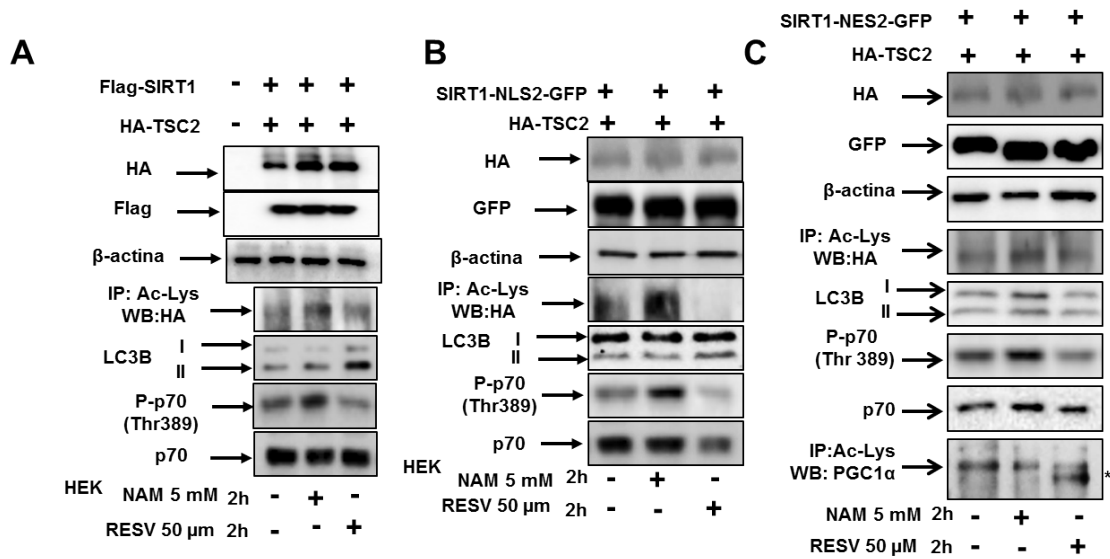 A
Flag-SIRT1 - + + +
HA-TSC2 - + + +
HA
Flag
β-actina
IP: Ac-Lys
WB:HA
LC3B I
II
P-p70
(Thr389)
p70
HEK
NAM 5 mM 2h - + -
RESV 50 µm 2h - - +
B
SIRT1-NLS2-GFP + + +
HA-TSC2 + + +
HA
GFP
β-actina
IP: Ac-Lys
WB:HA
LC3B I
II
P-p70
(Thr389)
p70
HEK
NAM 5 mM 2h - + -
RESV 50 µm 2h - - +
C
SIRT1-NES2-GFP + + +
HA-TSC2 + + +
HA
GFP
β-actina
IP: Ac-Lys
WB:HA
LC3B I
II
P-p70
(Thr 389)
p70
IP:Ac-Lys
WB: PGC1α *
NAM 5 mM 2h - + -
RESV 50 µM 2h - - +